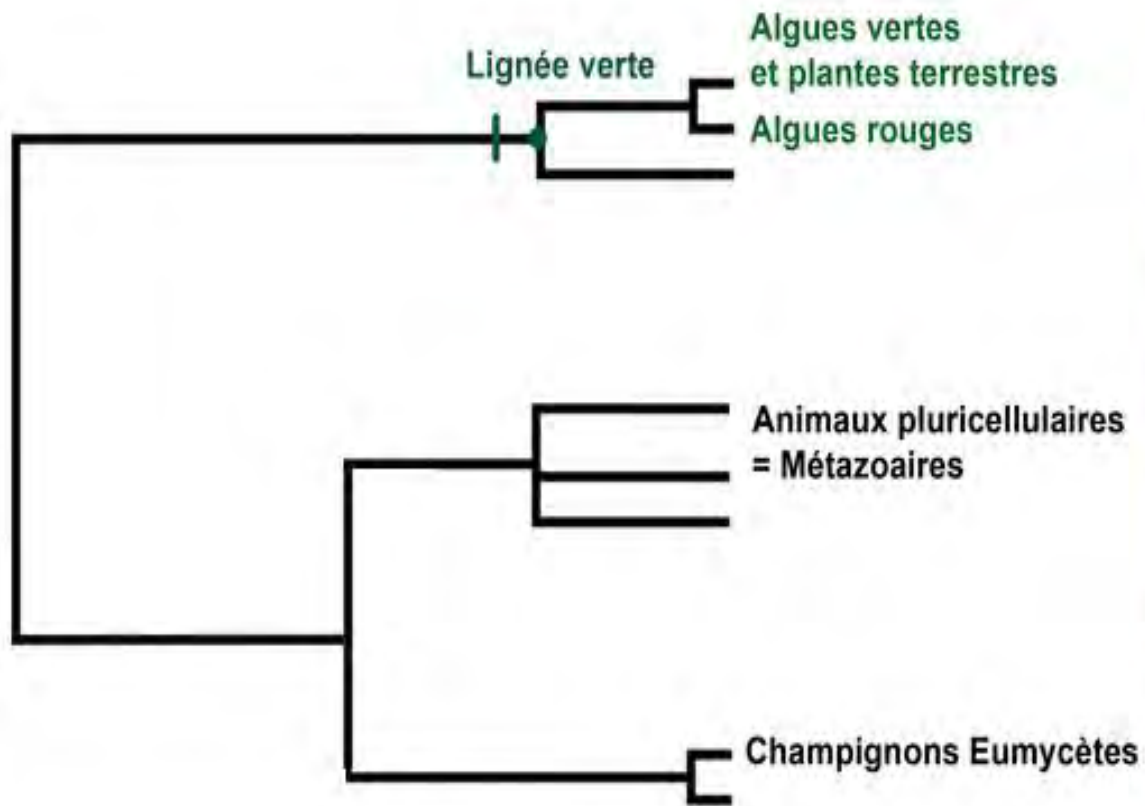 Lignée verte
Algues vertes
et plantes terrestres
Algues rouges
Animaux pluricellulaires
= Métazoaires
Champignons Eumycètes